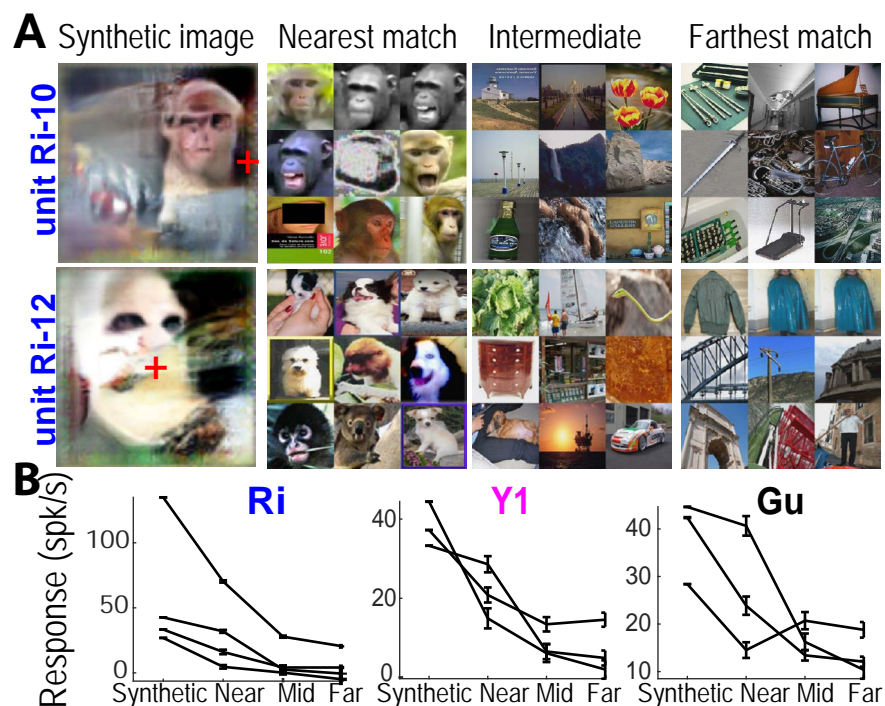 A
Synthetic image
Nearest match
Intermediate
Farthest match
unit Ri-10
unit Ri-12
B
Response (spk/s)
Ri
100
50
0
Synthetic Near Mid Far
Y1
40
20
0
Synthetic Near Mid Far
Gu
40
30
20
10
Synthetic Near Mid Far